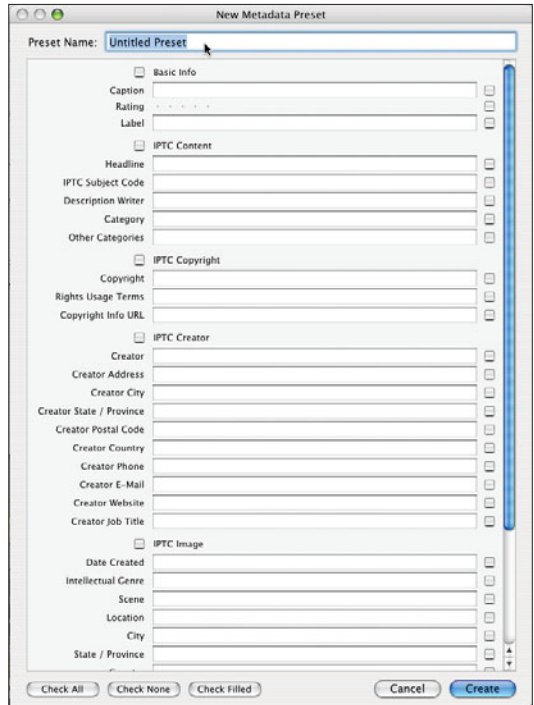 New Metadata Preset
Preset Name: Untitled Preset
Basic Info
Caption
Rating
Label
IPTC Content
Headline
IPTC Subject Code
Description Writer
Category
Other Categories
IPTC Copyright
Copyright
Rights Usage Terms
Copyright Info URL
IPTC Creator
Creator
Creator Address
Creator City
Creator State / Province
Creator Postal Code
Creator Country
Creator Phone
Creator E-Mail
Creator Website
Creator Job Title
IPTC Image
Date Created
Intellectual Genre
Scene
Location
City
State / Province
Check All Check None Check Filled Cancel Create